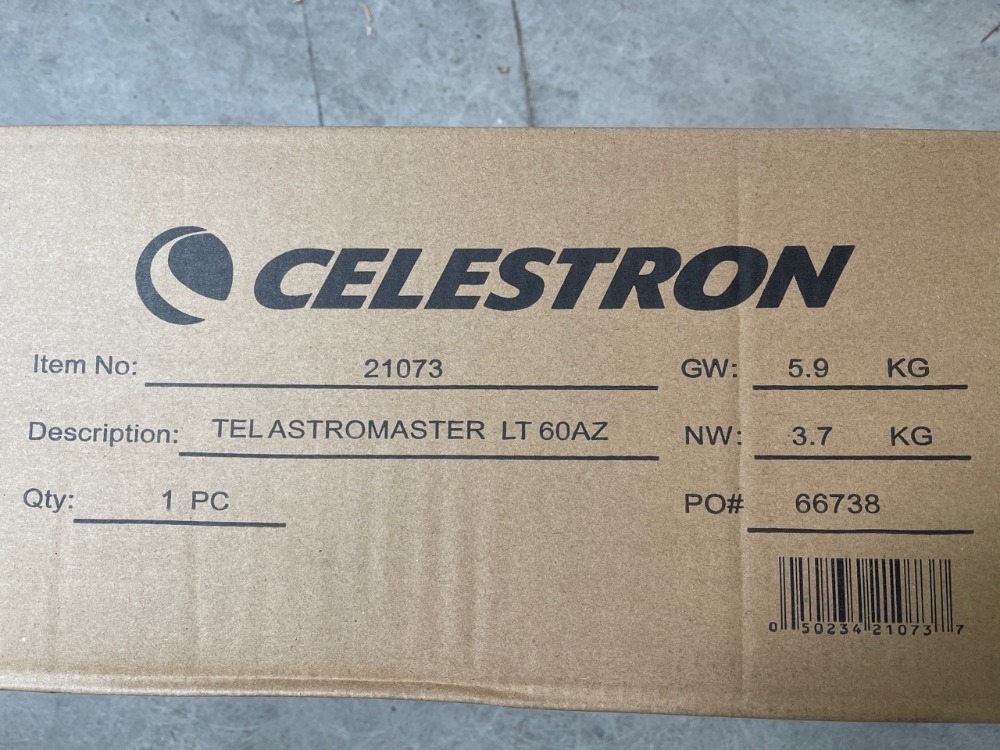 CELESTRON
Item No: 21073 GW: 5.9 KG
Description: TEL ASTROMASTER LT 60AZ NW: 3.7 KG
Qty: 1 PC PO# 66738
0 50234 21073 7